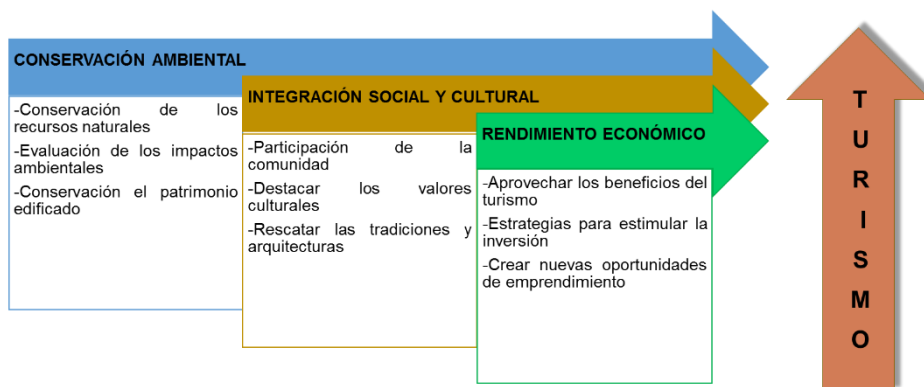 CONSERVACIÓN AMBIENTAL
-Conservación de los
recursos naturales
-Evaluación de los impactos
ambientales
-Conservación el patrimonio
edificado
INTEGRACIÓN SOCIAL Y CULTURAL
-Participación de la
comunidad
-Destacar los valores
culturales
-Rescatar las tradiciones y
arquitecturas
RENDIMIENTO ECONÓMICO
-Aprovechar los beneficios del
turismo
-Estrategias para estimular la
inversión
-Crear nuevas oportunidades
de emprendimiento
T
U
R
I
S
M
O